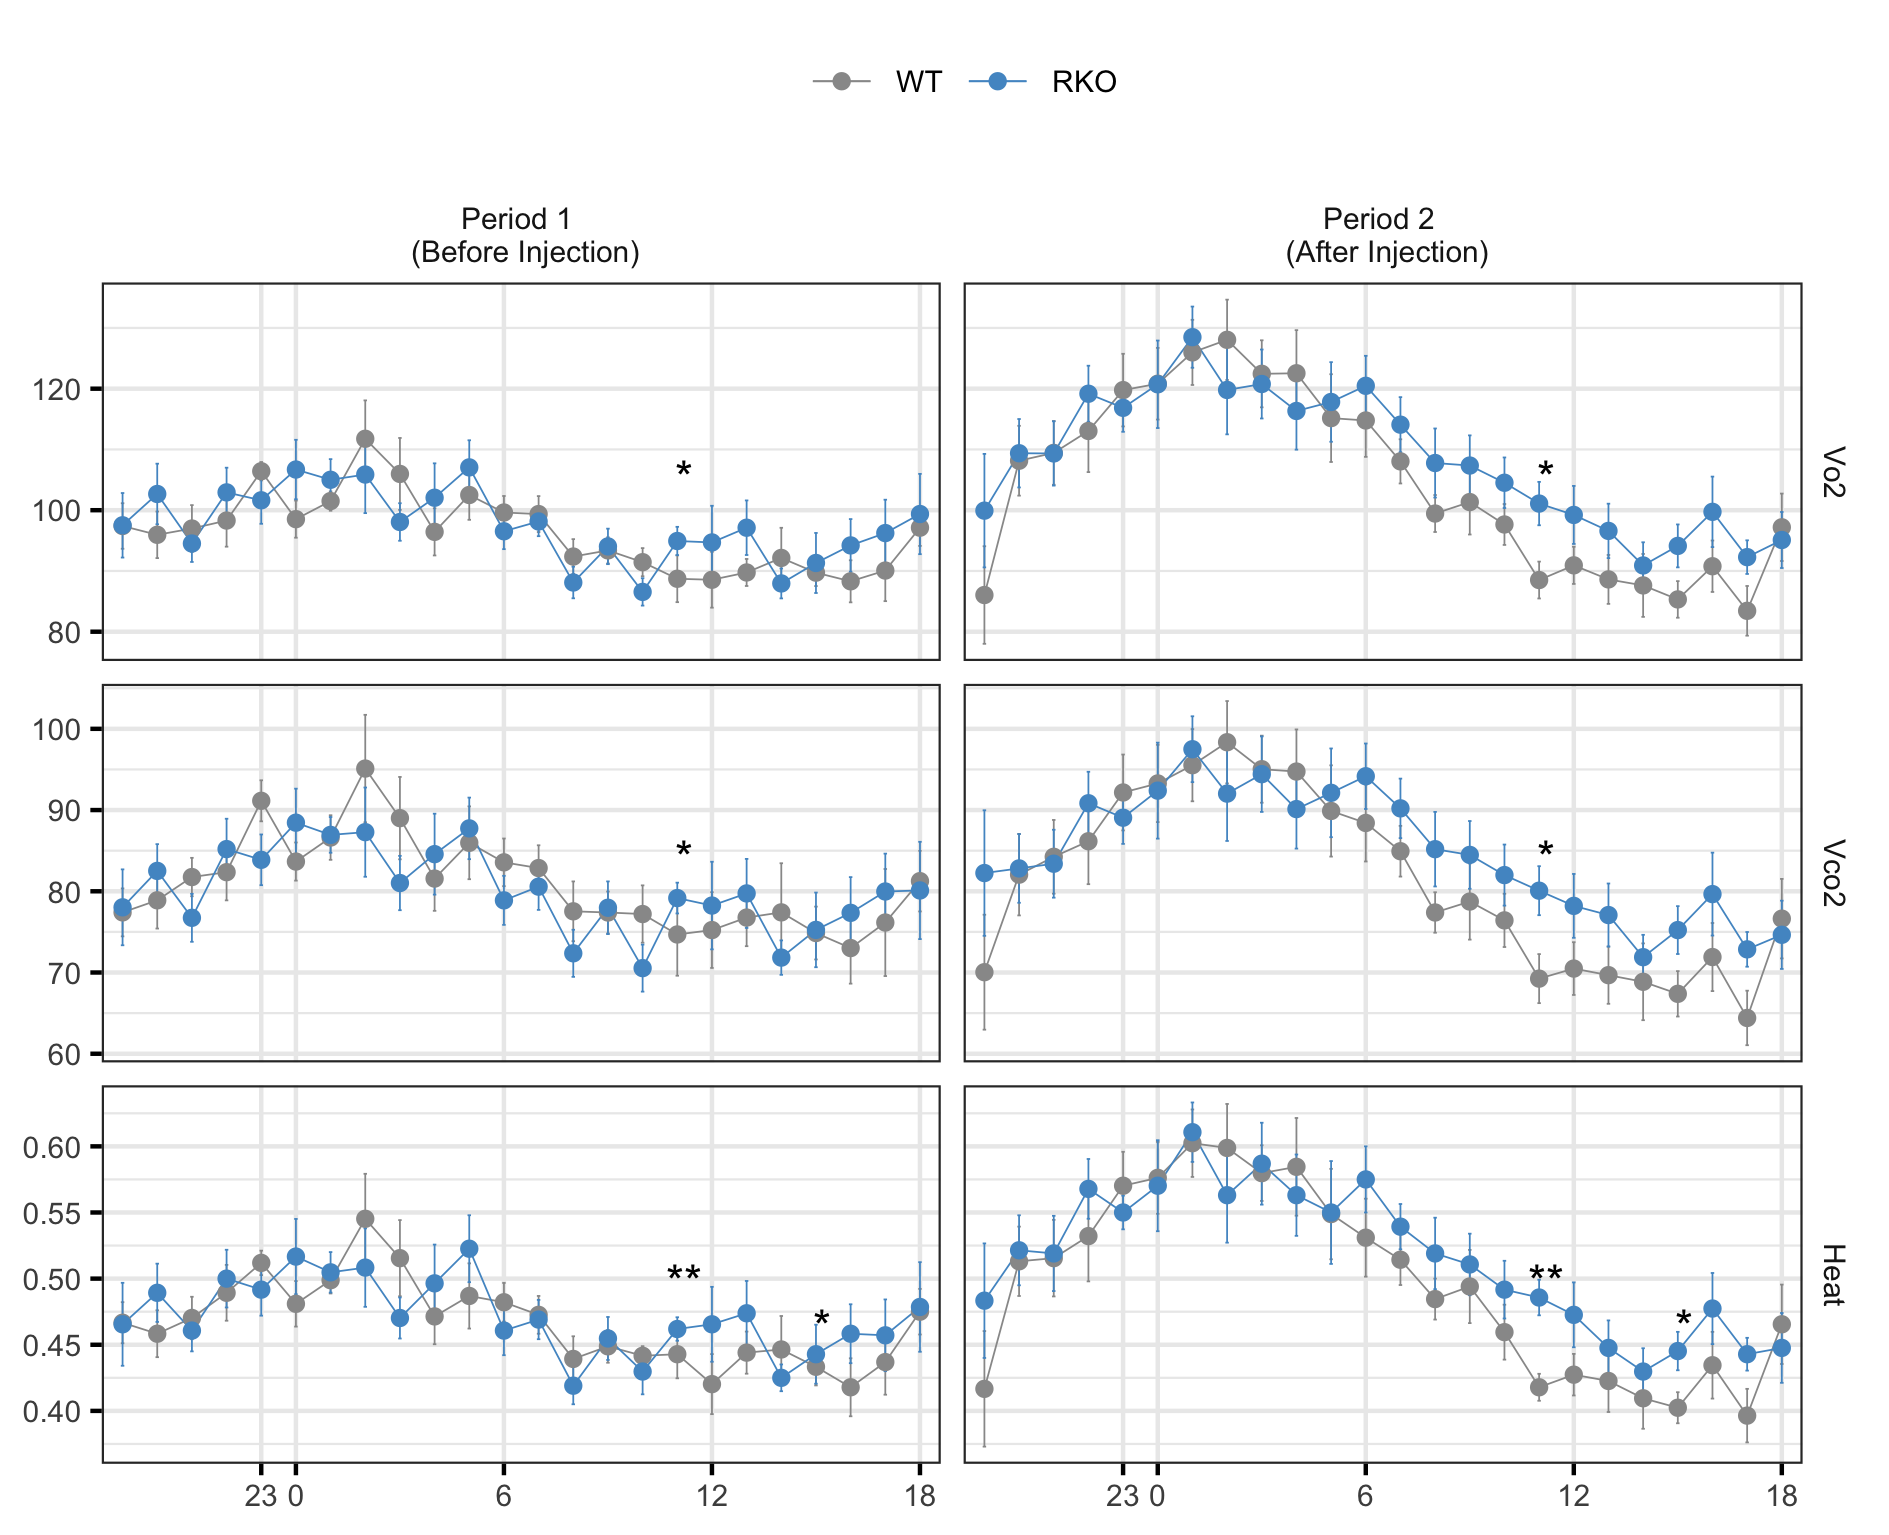 WT RKO
Period 1
(Before Injection)
Period 2
(After Injection)
120
100
80
*
*
Vo2
100
90
80
70
60
*
*
Vco2
0.60
0.55
0.50
0.45
0.40
**
*
**
*
Heat
23 0 6 12 18
23 0 6 12 18